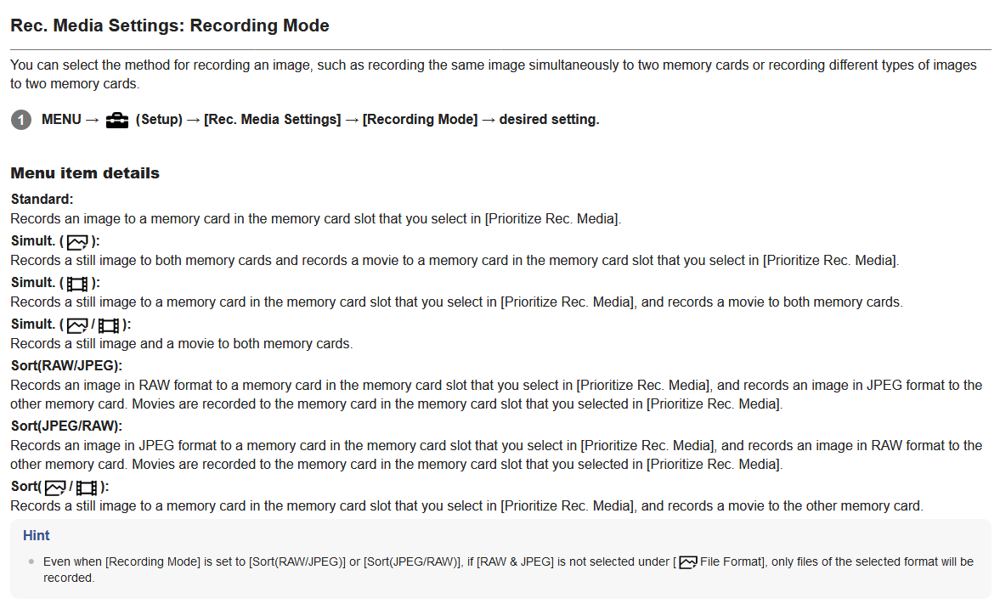 Rec. Media Settings: Recording Mode
You can select the method for recording an image, such as recording the same image simultaneously to two memory cards or recording different types of images
to two memory cards.
1 MENU → (Setup) → [Rec. Media Settings] → [Recording Mode] → desired setting.
Menu item details
Standard:
Records an image to a memory card in the memory card slot that you select in [Prioritize Rec. Media].
Simult. ( ):
Records a still image to both memory cards and records a movie to a memory card in the memory card slot that you select in [Prioritize Rec. Media].
Simult. ( ):
Records a still image to a memory card in the memory card slot that you select in [Prioritize Rec. Media], and records a movie to both memory cards.
Simult. ( / ):
Records a still image and a movie to both memory cards.
Sort(RAW/JPEG):
Records an image in RAW format to a memory card in the memory card slot that you select in [Prioritize Rec. Media], and records an image in JPEG format to the
other memory card. Movies are recorded to the memory card in the memory card slot that you selected in [Prioritize Rec. Media].
Sort(JPEG/RAW):
Records an image in JPEG format to a memory card in the memory card slot that you select in [Prioritize Rec. Media], and records an image in RAW format to the
other memory card. Movies are recorded to the memory card in the memory card slot that you selected in [Prioritize Rec. Media].
Sort( / ):
Records a still image to a memory card in the memory card slot that you select in [Prioritize Rec. Media], and records a movie to the other memory card.
Hint
Even when [Recording Mode] is set to [Sort(RAW/JPEG)] or [Sort(JPEG/RAW)], if [RAW & JPEG] is not selected under [ File Format], only files of the selected format will be
recorded.